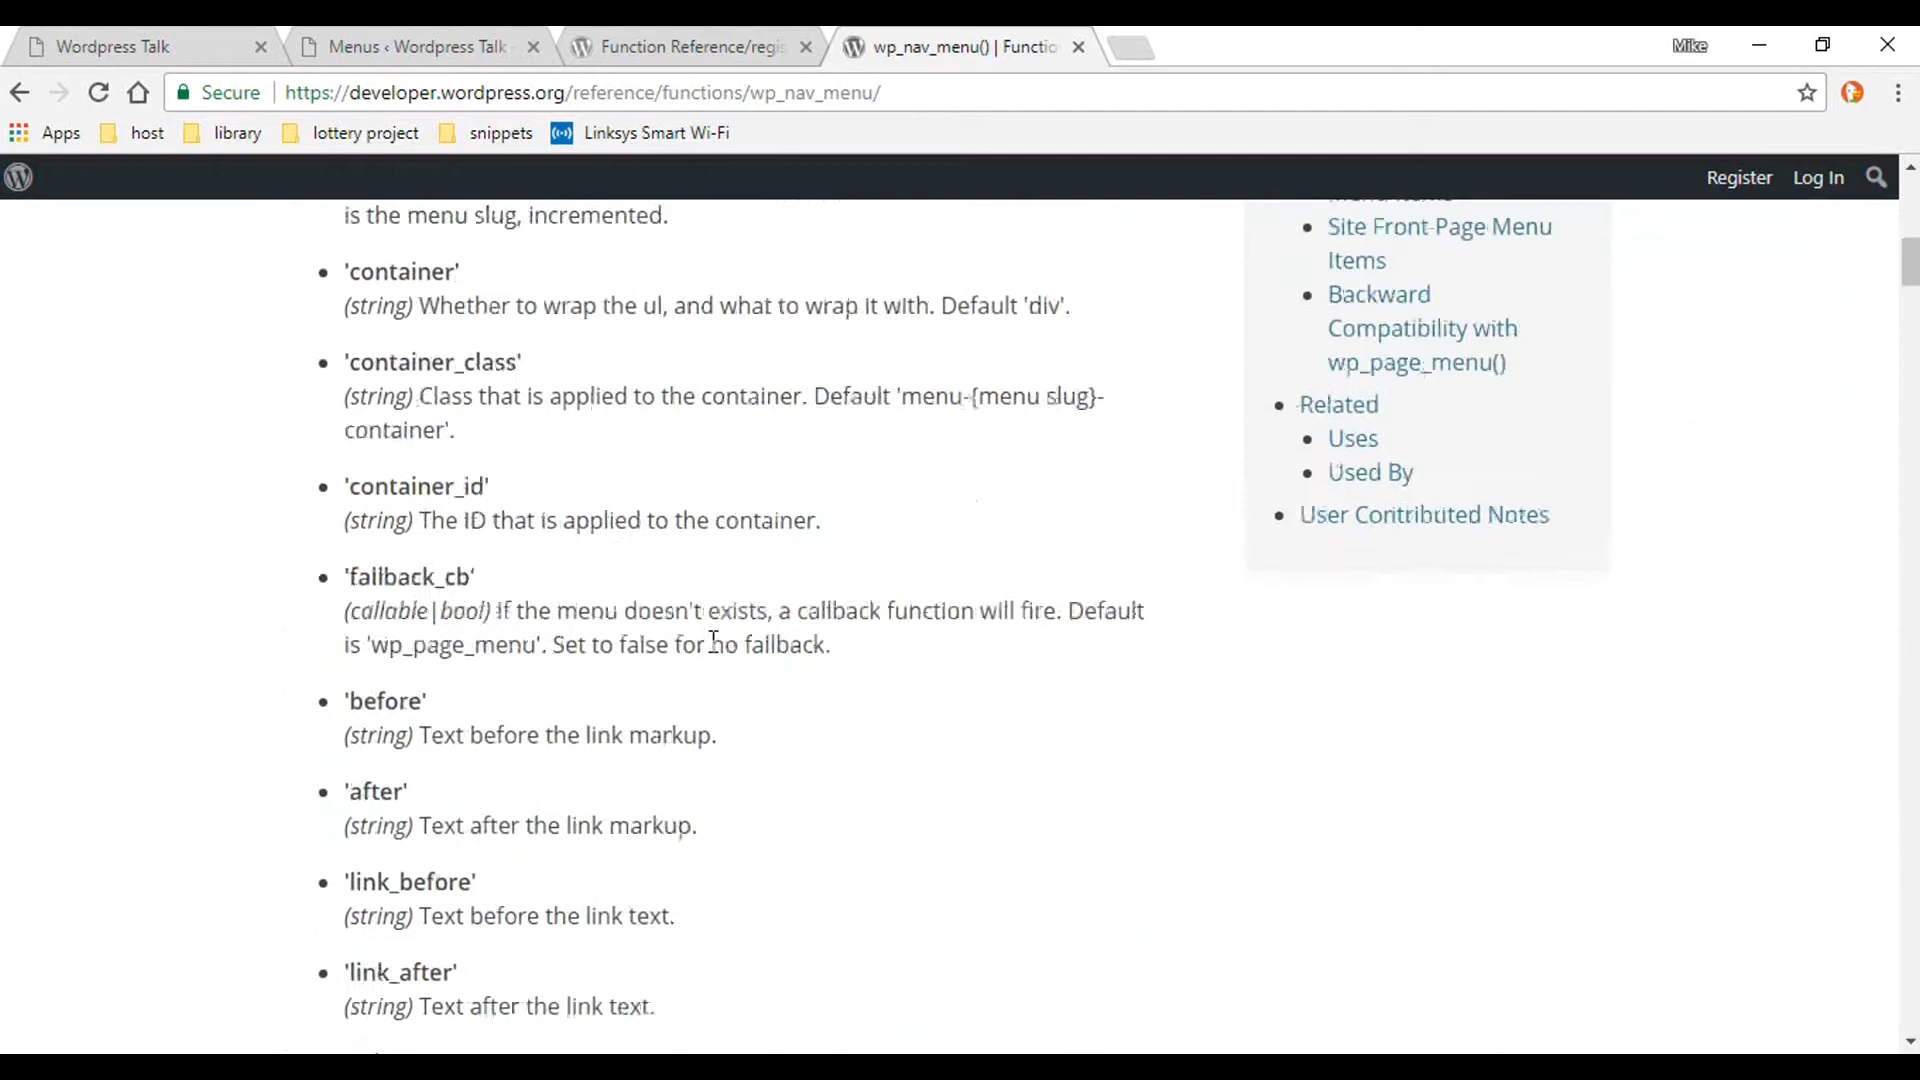 Wordpress Talk
Menus ‹ Wordpress Talk
Function Reference/regis
wp_nav_menu() | Functio
Mike
Secure
https://developer.wordpress.org/reference/functions/wp_nav_menu/
Apps
host
library
lottery project
snippets
Linksys Smart Wi-Fi
Register
Log In
is the menu slug, incremented.
'container'
(string) Whether to wrap the ul, and what to wrap it with. Default 'div'.
'container_class'
(string) Class that is applied to the container. Default 'menu-{menu slug}-
container'.
'container_id'
(string) The ID that is applied to the container.
'fallback_cb'
(callable|bool) If the menu doesn't exists, a callback function will fire. Default
is 'wp_page_menu'. Set to false for no fallback.
'before'
(string) Text before the link markup.
'after'
(string) Text after the link markup.
'link_before'
(string) Text before the link text.
'link_after'
(string) Text after the link text.
Site Front-Page Menu
Items
Backward
Compatibility with
wp_page_menu()
Related
Uses
Used By
User Contributed Notes